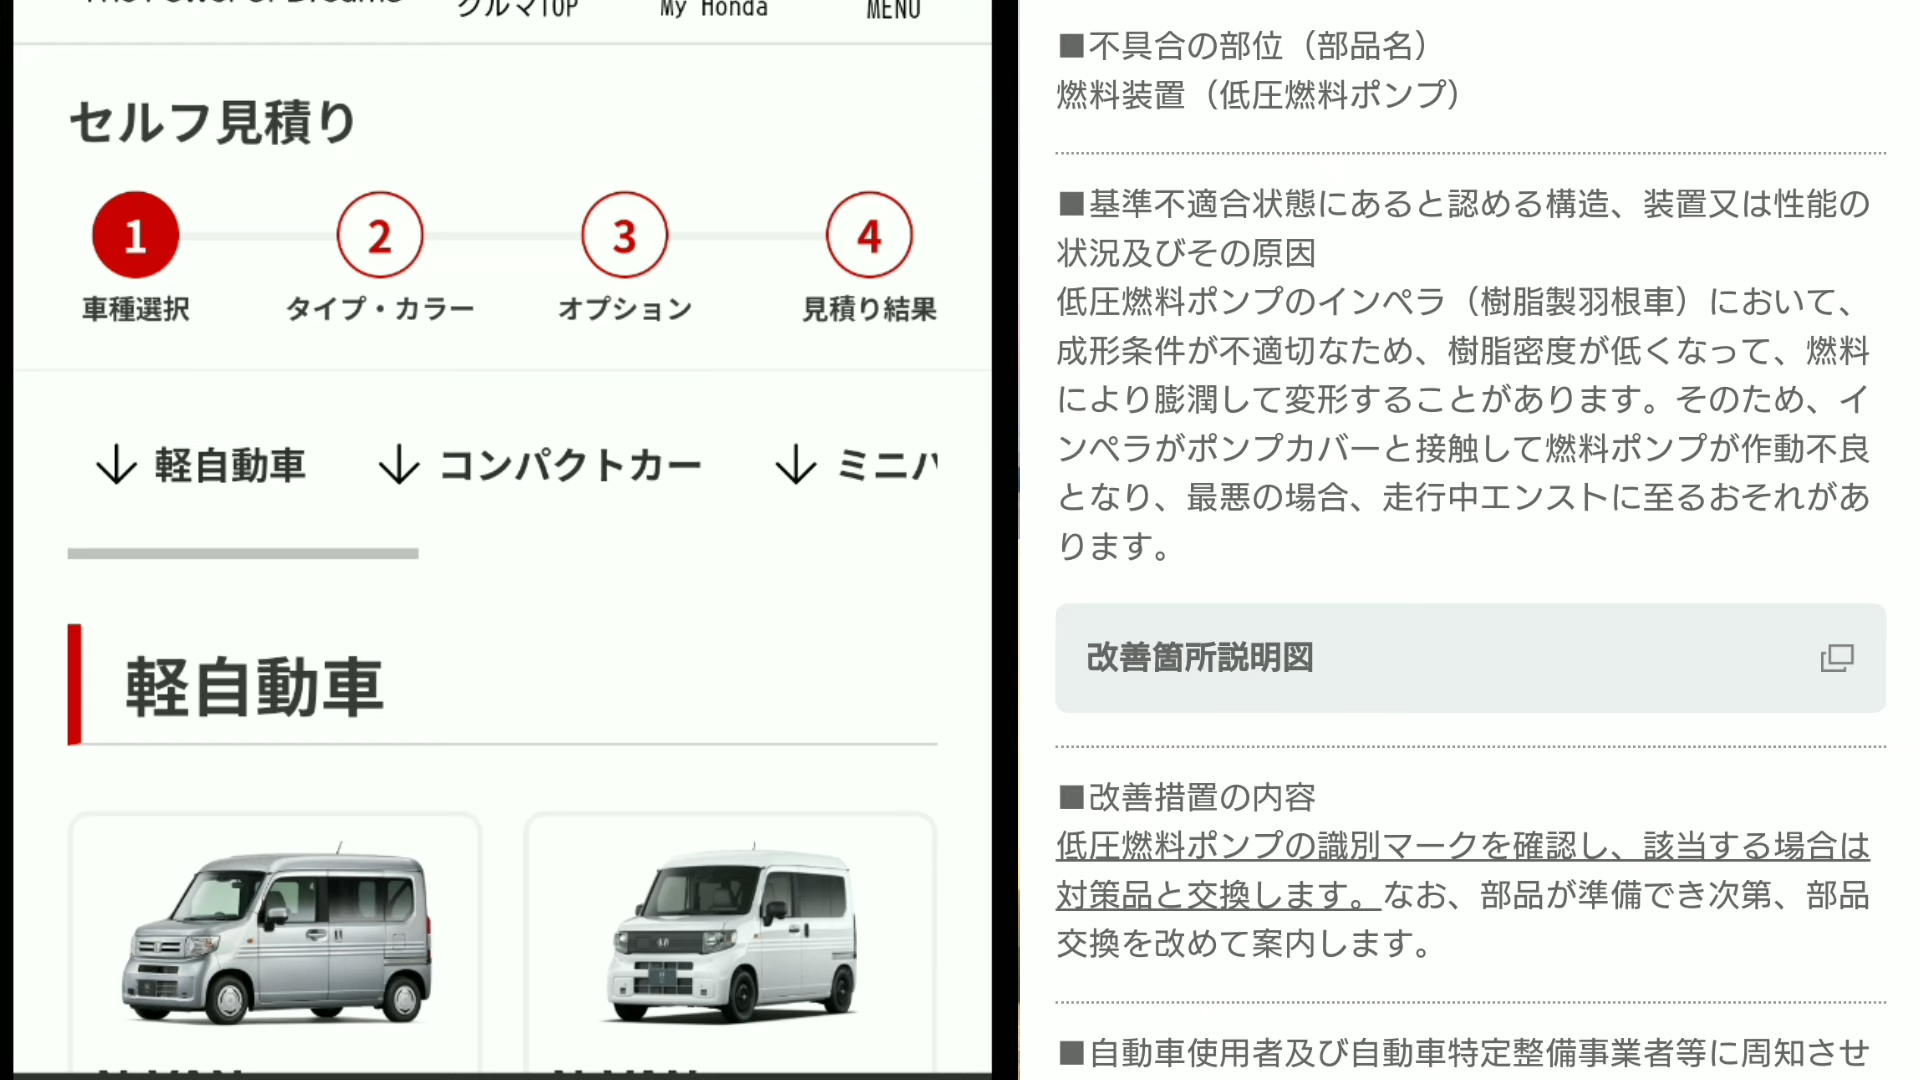 The Power of Dreams
クルマTOP
My Honda
MENU
セルフ見積り
1
2
3
4
車種選択
タイプ・カラー
オプション
見積り結果
↓ 軽自動車
↓ コンパクトカー
↓ ミニバ
軽自動車
■不具合の部位（部品名）
燃料装置（低圧燃料ポンプ）
■基準不適合状態にあると認める構造、装置又は性能の
状況及びその原因
低圧燃料ポンプのインペラ（樹脂製羽根車）において、
成形条件が不適切なため、樹脂密度が低くなって、燃料
により膨潤して変形することがあります。そのため、イ
ンペラがポンプカバーと接触して燃料ポンプが作動不良
となり、最悪の場合、走行中エンストに至るおそれがあ
ります。
改善箇所説明図
■改善措置の内容
低圧燃料ポンプの識別マークを確認し、該当する場合は
対策品と交換します。なお、部品が準備でき次第、部品
交換を改めて案内します。
■自動車使用者及び自動車特定整備事業者等に周知させ